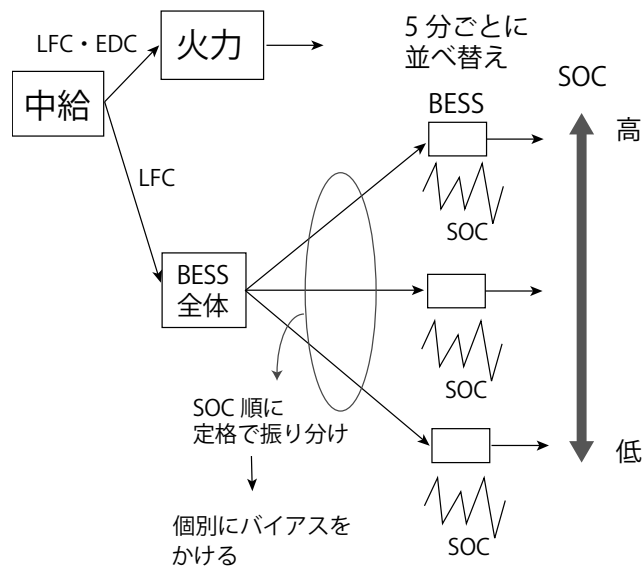 LFC・EDC
火力
5 分ごとに
並べ替え
SOC
中給
BESS
高
LFC
SOC
BESS
全体
SOC
SOC 順に
定格で振り分け
低
個別にバイアスを
かける
SOC